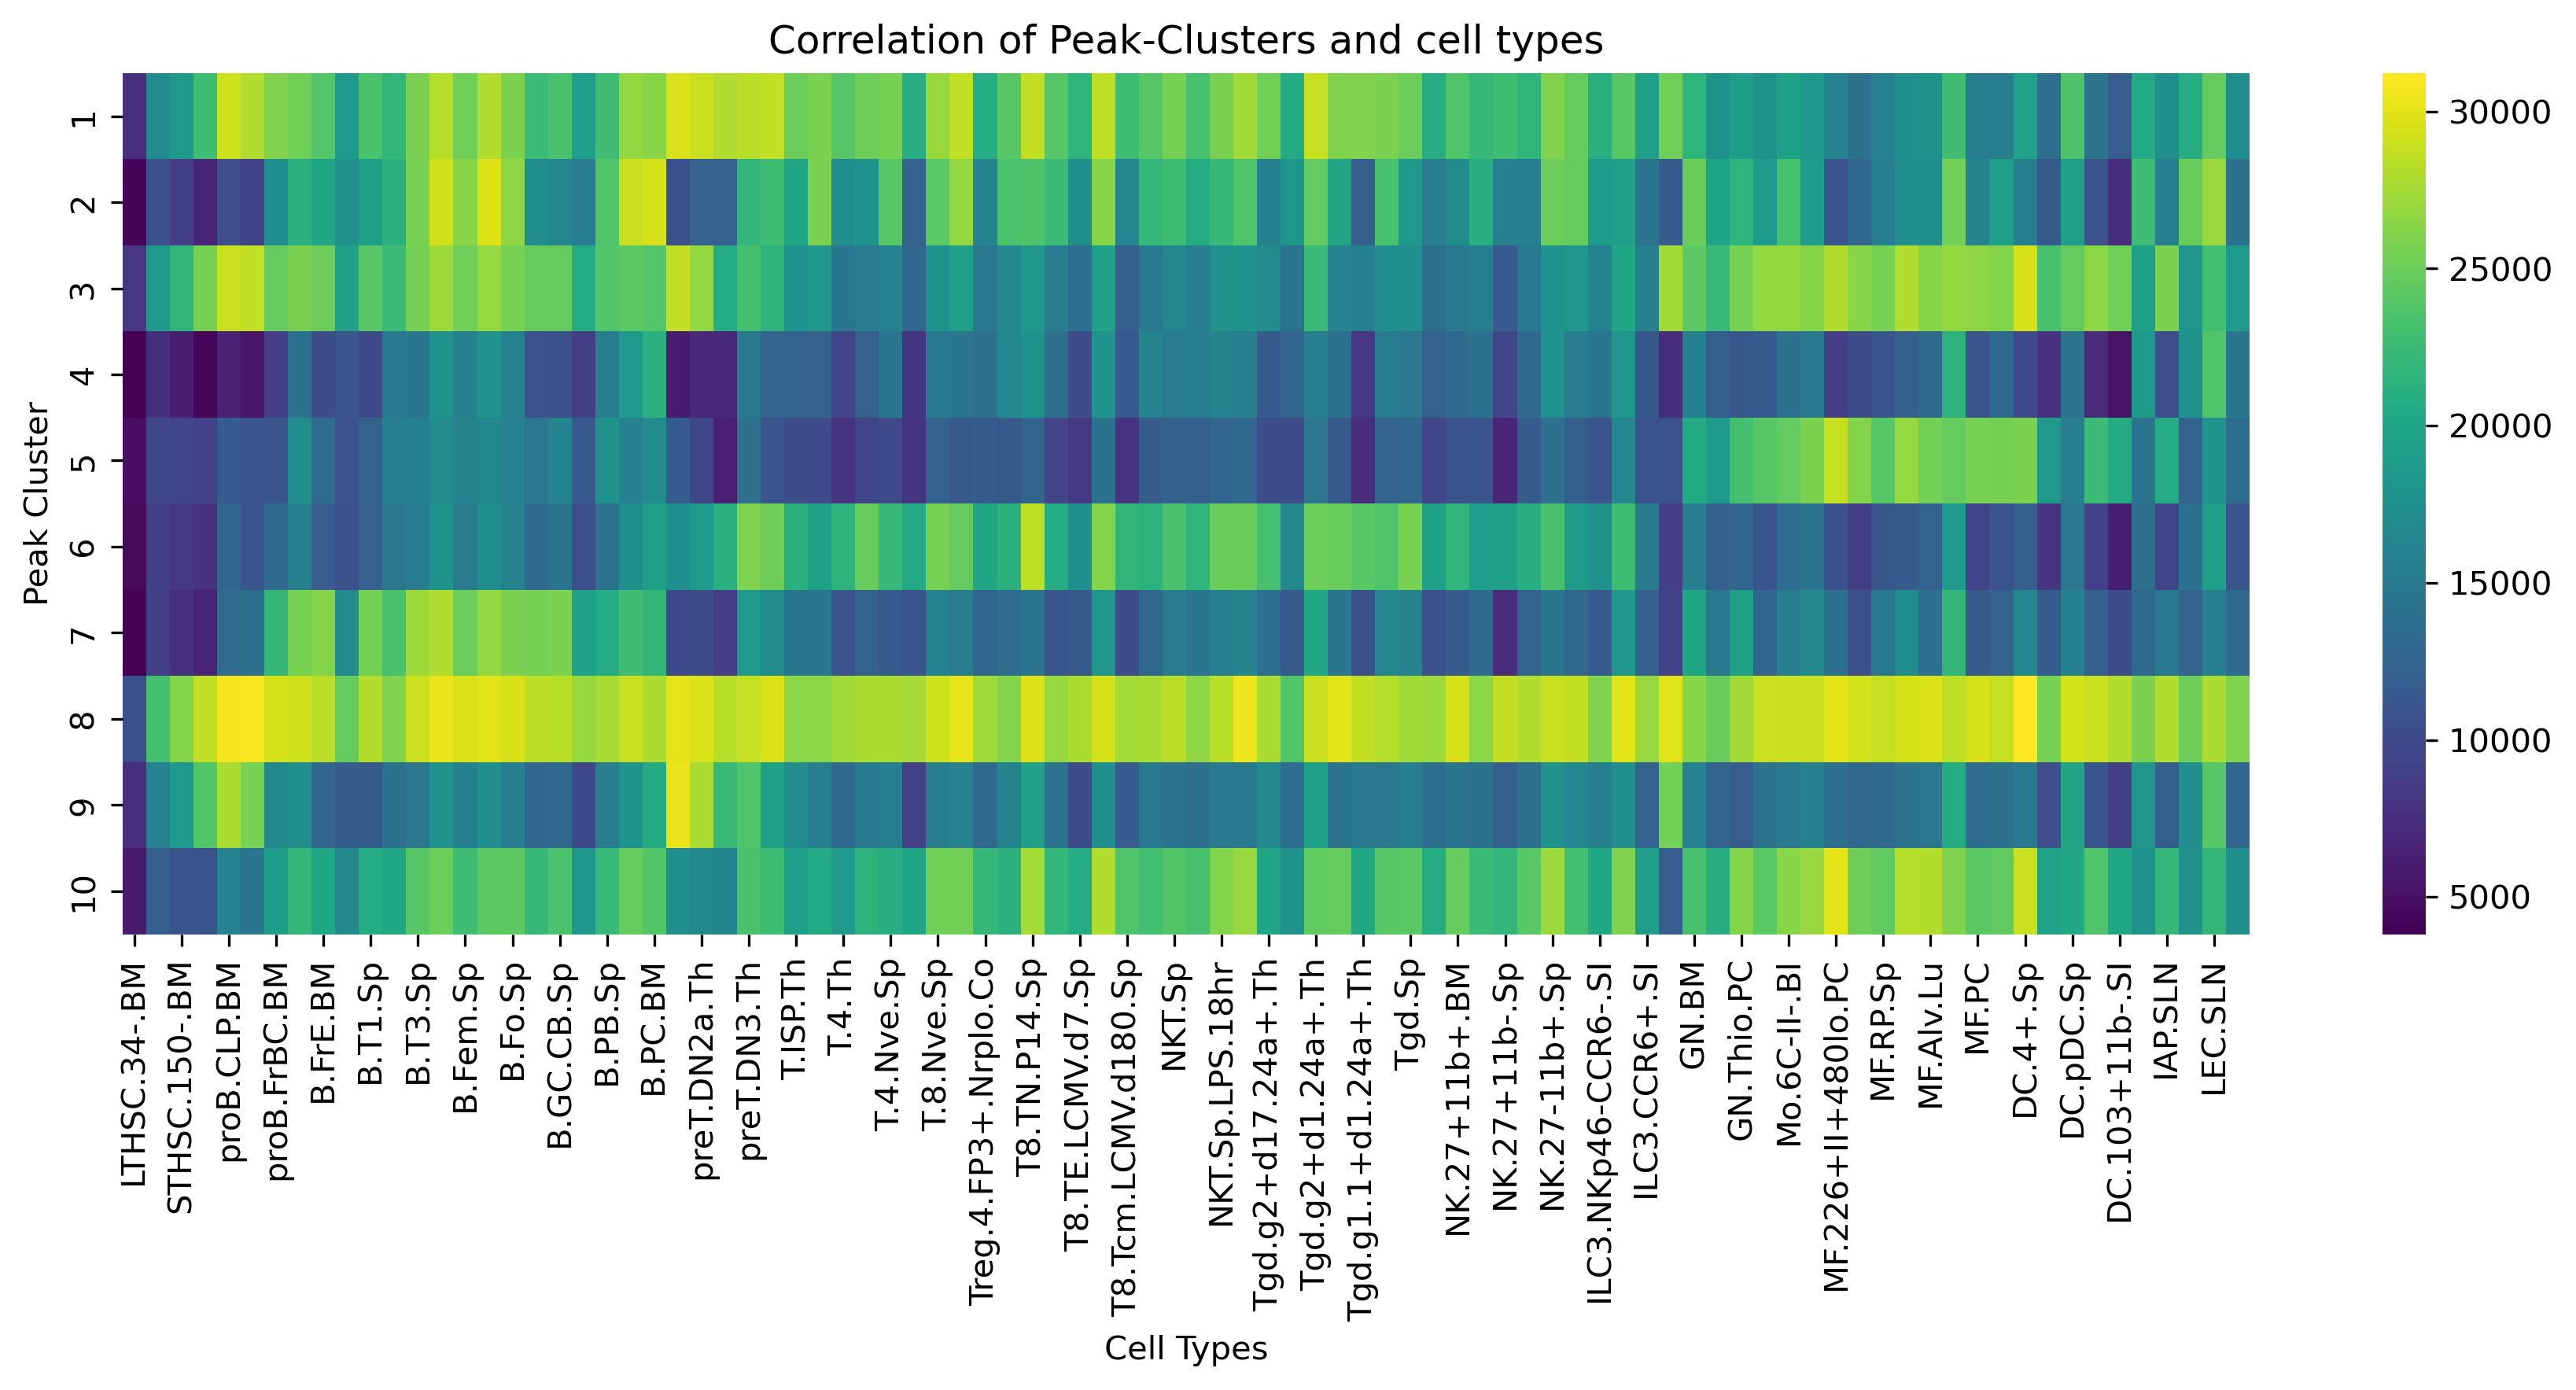 Correlation of Peak-Clusters and cell types
Peak Cluster
1
2
3
4
5
6
7
8
9
10
LTHSC.34-.BM
STHSC.150-.BM
proB.CLP.BM
proB.FrBC.BM
B.FrE.BM
B.T1.Sp
B.T3.Sp
B.Fem.Sp
B.Fo.Sp
B.GC.CB.Sp
B.PB.Sp
B.PC.BM
preT.DN2a.Th
preT.DN3.Th
T.ISP.Th
T.4.Th
T.4.Nve.Sp
T.8.Nve.Sp
Treg.4.FP3+.Nrplo.Co
T8.TN.P14.Sp
T8.TE.LCMV.d7.Sp
T8.Tcm.LCMV.d180.Sp
NKT.Sp
NKT.Sp.LPS.18hr
Tgd.g2+d17.24a+.Th
Tgd.g2+d1.24a+.Th
Tgd.g1.1+d1.24a+.Th
Tgd.Sp
NK.27+11b+.BM
NK.27+11b-.Sp
NK.27-11b+.Sp
ILC3.NKp46-CCR6-.SI
ILC3.CCR6+.SI
GN.BM
GN.Thio.PC
Mo.6C-II-.Bl
MF.226+II+480lo.PC
MF.RP.Sp
MF.Alv.Lu
MF.PC
DC.4+.Sp
DC.pDC.Sp
DC.103+11b-.SI
IAP.SLN
LEC.SLN
Cell Types
30000
25000
20000
15000
10000
5000